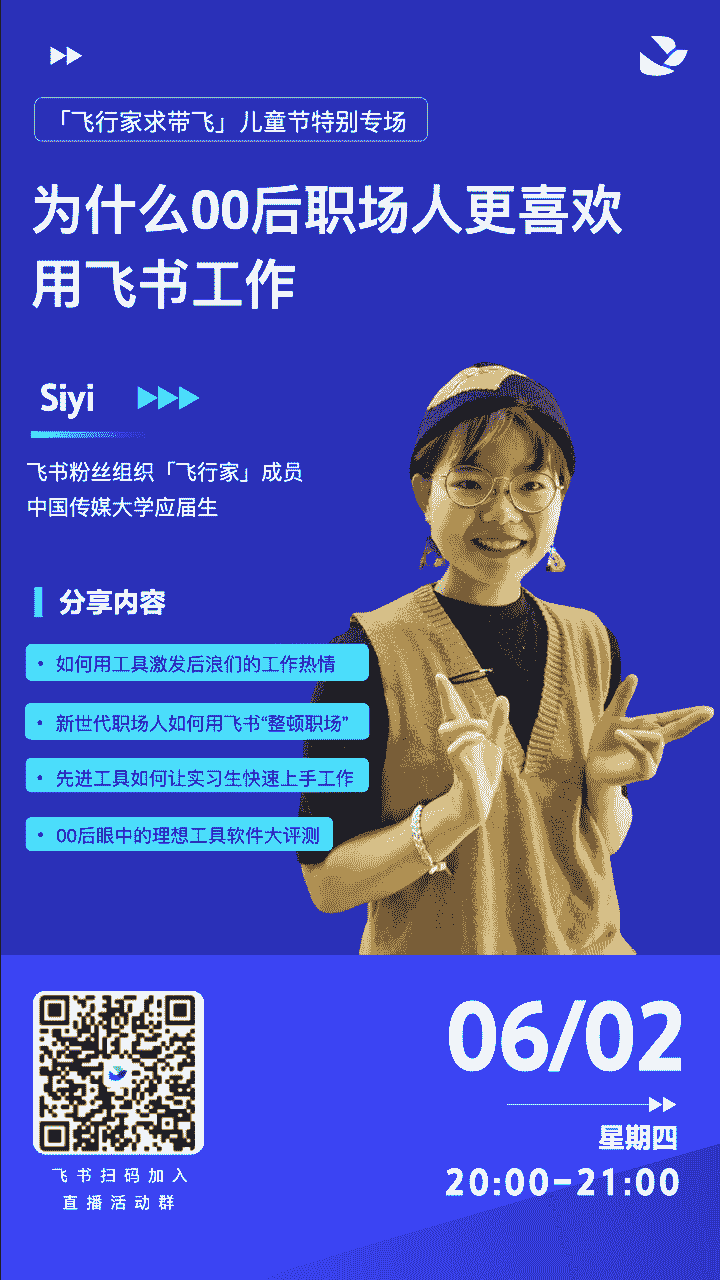 「飞行家求带飞」儿童节特别专场
为什么00后职场人更喜欢
用飞书工作
Siyi
飞书粉丝组织「飞行家」成员
中国传媒大学应届生
分享内容
• 如何用工具激发后浪们的工作热情
• 新世代职场人如何用飞书“整顿职场”
• 先进工具如何让实习生快速上手工作
• 00后眼中的理想工具软件大评测
飞书扫码加入
直播活动群
06/02
星期四
20:00-21:00